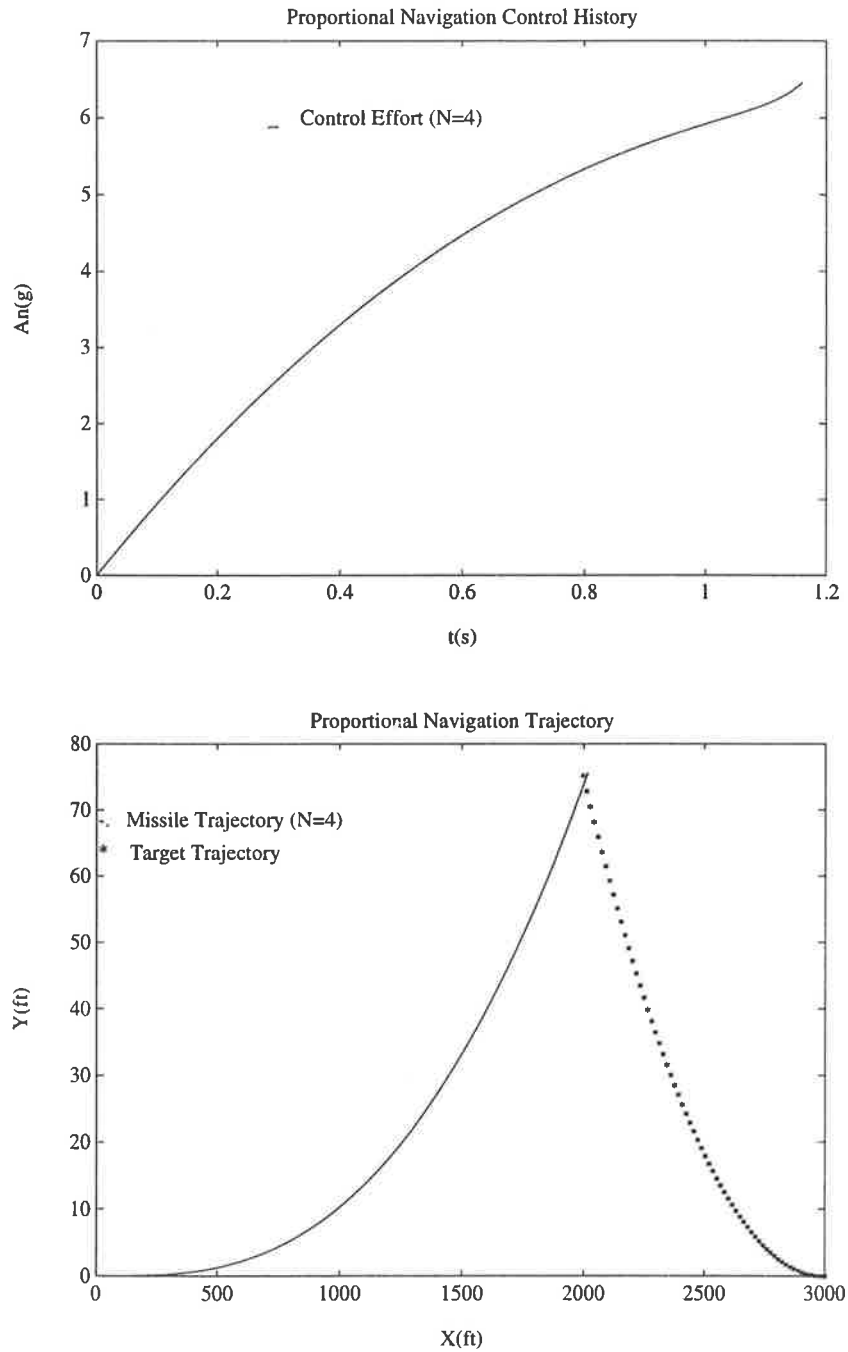 Proportional Navigation Control History
7
6
5
4
3
2
1
0
Control Effort (N=4)
An(g)
0 0.2 0.4 0.6 0.8 1 1.2
t(s)
Proportional Navigation Trajectory
80
70
60
50
40
30
20
10
0
Missile Trajectory (N=4)
* Target Trajectory
Y(ft)
0 500 1000 1500 2000 2500 3000
X(ft)